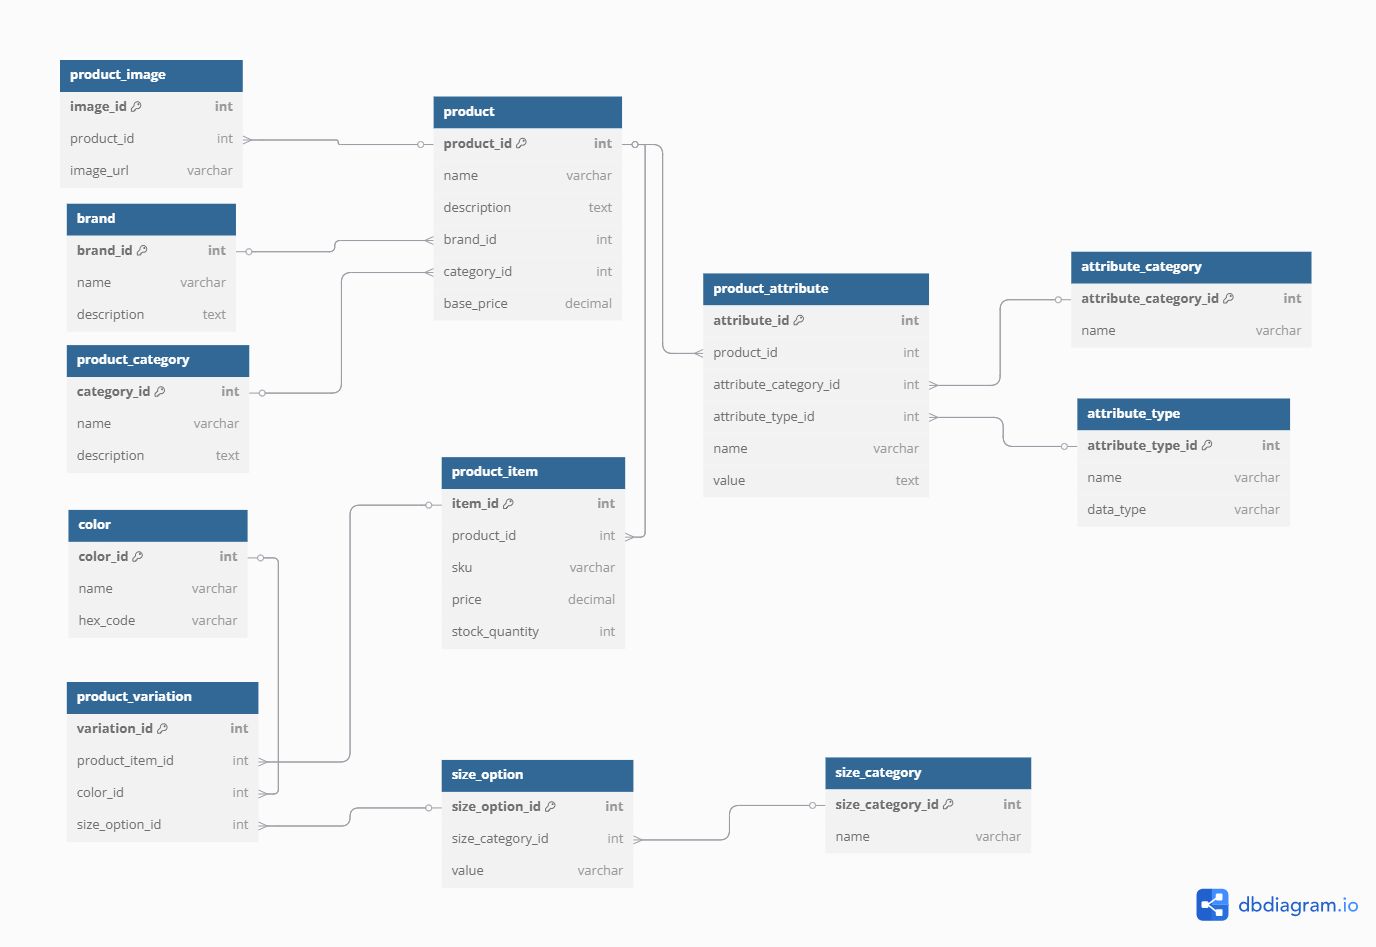 product_image
image_id int
product_id int
image_url varchar
brand
brand_id int
name varchar
description text
product_category
category_id int
name varchar
description text
color
color_id int
name varchar
hex_code varchar
product_variation
variation_id int
product_item_id int
color_id int
size_option_id int
product
product_id int
name varchar
description text
brand_id int
category_id int
base_price decimal
product_item
item_id int
product_id int
sku varchar
price decimal
stock_quantity int
size_option
size_option_id int
size_category_id int
value varchar
product_attribute
attribute_id int
product_id int
attribute_category_id int
attribute_type_id int
name varchar
value text
size_category
size_category_id int
name varchar
attribute_category
attribute_category_id int
name varchar
attribute_type
attribute_type_id int
name varchar
data_type varchar
dbdiagram.io